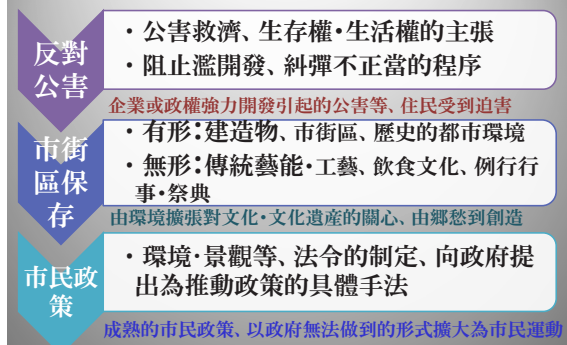 反對
公害
・公害救濟、生存權・生活權的主張
・阻止濫開發、糾彈不正當的程序
企業或政權強力開發引起的公害等、住民受到迫害
市街
區保
存
・有形:建造物、市街區、歷史的都市環境
・無形:傳統藝能・工藝、飲食文化、例行行
事・祭典
由環境擴張對文化・文化遺産的關心、由鄉愁到創造
市民政
策
・環境・景觀等、法令的制定、向政府提
出為推動政策的具體手法
成熟的市民政策、以政府無法做到的形式擴大為市民運動